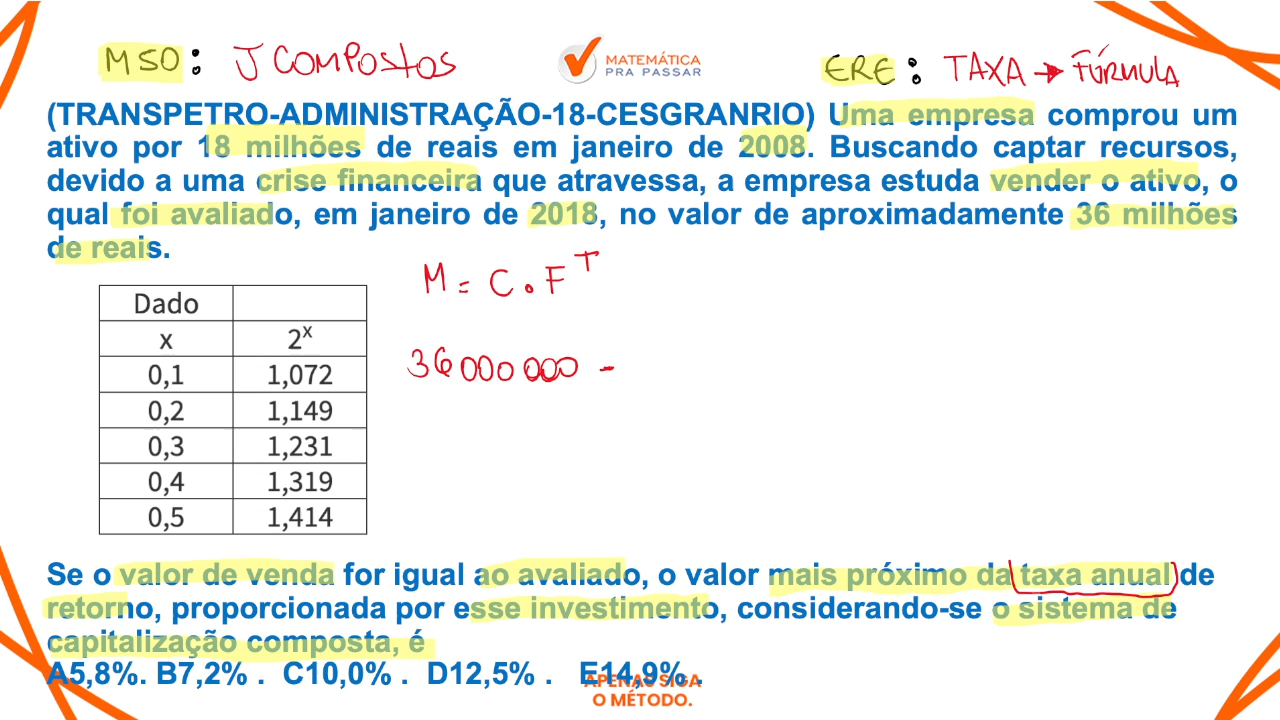 MSO: J COMPOSTOS
MATEMÁTICA
PRA PASSAR
ERE: TAXA → FÓRMULA
(TRANSPETRO-ADMINISTRAÇÃO-18-CESGRANRIO) Uma empresa comprou um
ativo por 18 milhões de reais em janeiro de 2008. Buscando captar recursos,
devido a uma crise financeira que atravessa, a empresa estuda vender o ativo, o
qual foi avaliado, em janeiro de 2018, no valor de aproximadamente 36 milhões
de reais.
M = C . F^T
36000000 -
Dado
x 2^x
0,1 1,072
0,2 1,149
0,3 1,231
0,4 1,319
0,5 1,414
Se o valor de venda for igual ao avaliado, o valor mais próximo da taxa anual de
retorno, proporcionada por esse investimento, considerando-se o sistema de
capitalização composta, é
A5,8%. B7,2% . C10,0% . D12,5% . E14,9% .
APENAS SIGA
O MÉTODO.